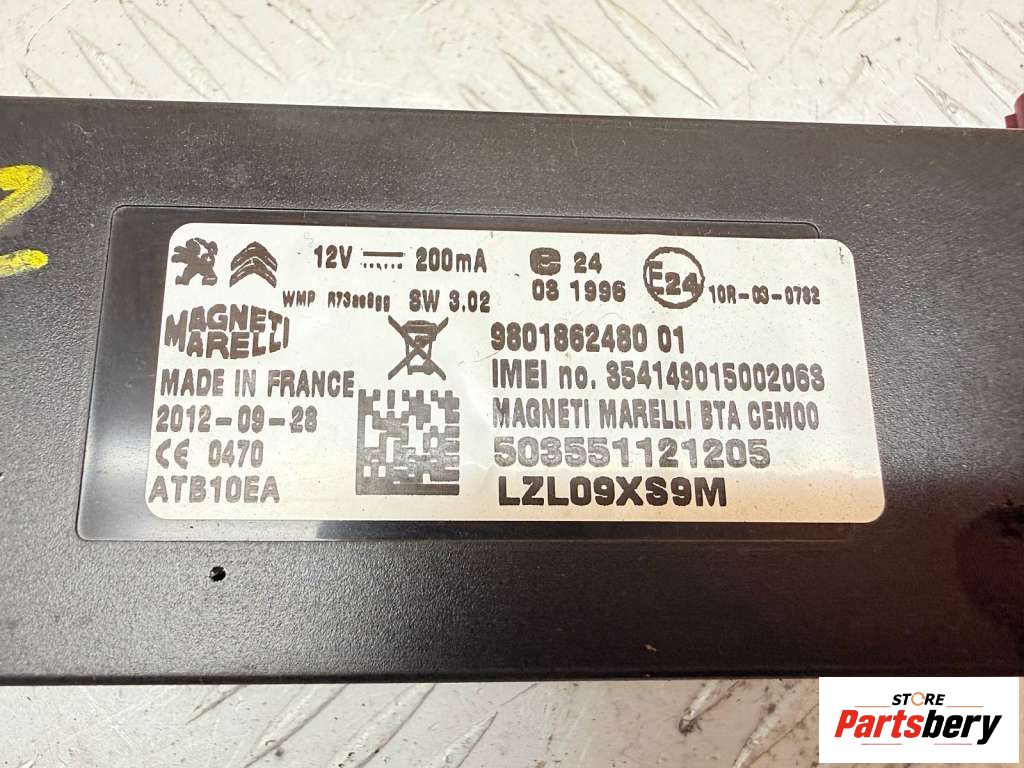 2
12V 200mA
e 24
03 1996
E24
10R-03-0782
WMP SW 3.02
MAGNETI
MARELLI
9801862480 01
MADE IN FRANCE
IMEI no. 354149015002063
2012-09-28
MAGNETI MARELLI BTA CEM00
CE 0470
503551121205
ATB10EA
LZL09XS9M
STORE
Partsbery